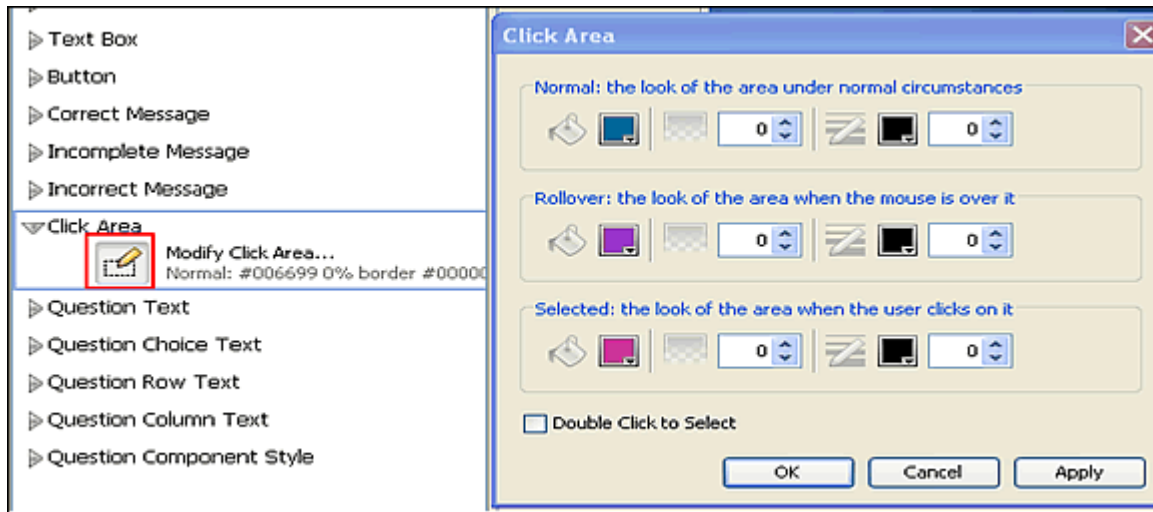 Text Box
Button
Correct Message
Incomplete Message
Incorrect Message
Click Area
Modify Click Area...
Normal: #006699 0% border #00000
Question Text
Question Choice Text
Question Row Text
Question Column Text
Question Component Style
Click Area
Normal: the look of the area under normal circumstances
0 0
Rollover: the look of the area when the mouse is over it
0 0
Selected: the look of the area when the user clicks on it
0 0
Double Click to Select
OK Cancel Apply